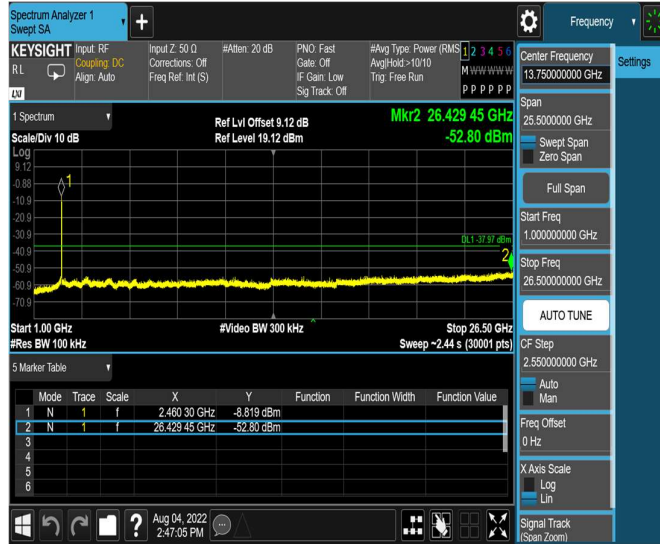 Spectrum Analyzer 1
Swept SA
+
Frequency
KEYSIGHT
RL
LXI
Input: RF
Coupling: DC
Align: Auto
Input Z: 50 Ω
Corrections: Off
Freq Ref: Int (S)
#Atten: 20 dB
PNO: Fast
Gate: Off
IF Gain: Low
Sig Track: Off
#Avg Type: Power (RMS
Avg|Hold:>10/10
Trig: Free Run
1 2 3 4 5 6
M W W W W W
P P P P P P
1 Spectrum
Scale/Div 10 dB
Ref Lvl Offset 9.12 dB
Ref Level 19.12 dBm
Mkr2 26.429 45 GHz
-52.80 dBm
Log
9.12
-0.88
-10.9
-20.9
-30.9
-40.9
-50.9
-60.9
-70.9
1
DL1 -37.97 dBm
2
Start 1.00 GHz
#Res BW 100 kHz
#Video BW 300 kHz
Stop 26.50 GHz
Sweep ~2.44 s (30001 pts)
5 Marker Table
Mode Trace Scale X Y Function Function Width Function Value
1 N 1 f 2.460 30 GHz -8.819 dBm
2 N 1 f 26.429 45 GHz -52.80 dBm
3
4
5
6
Aug 04, 2022
2:47:05 PM
?
Center Frequency
13.750000000 GHz
Span
25.5000000 GHz
Swept Span
Zero Span
Full Span
Start Freq
1.000000000 GHz
Stop Freq
26.500000000 GHz
AUTO TUNE
CF Step
2.550000000 GHz
Auto
Man
Freq Offset
0 Hz
X Axis Scale
Log
Lin
Signal Track
(Span Zoom)
Settings